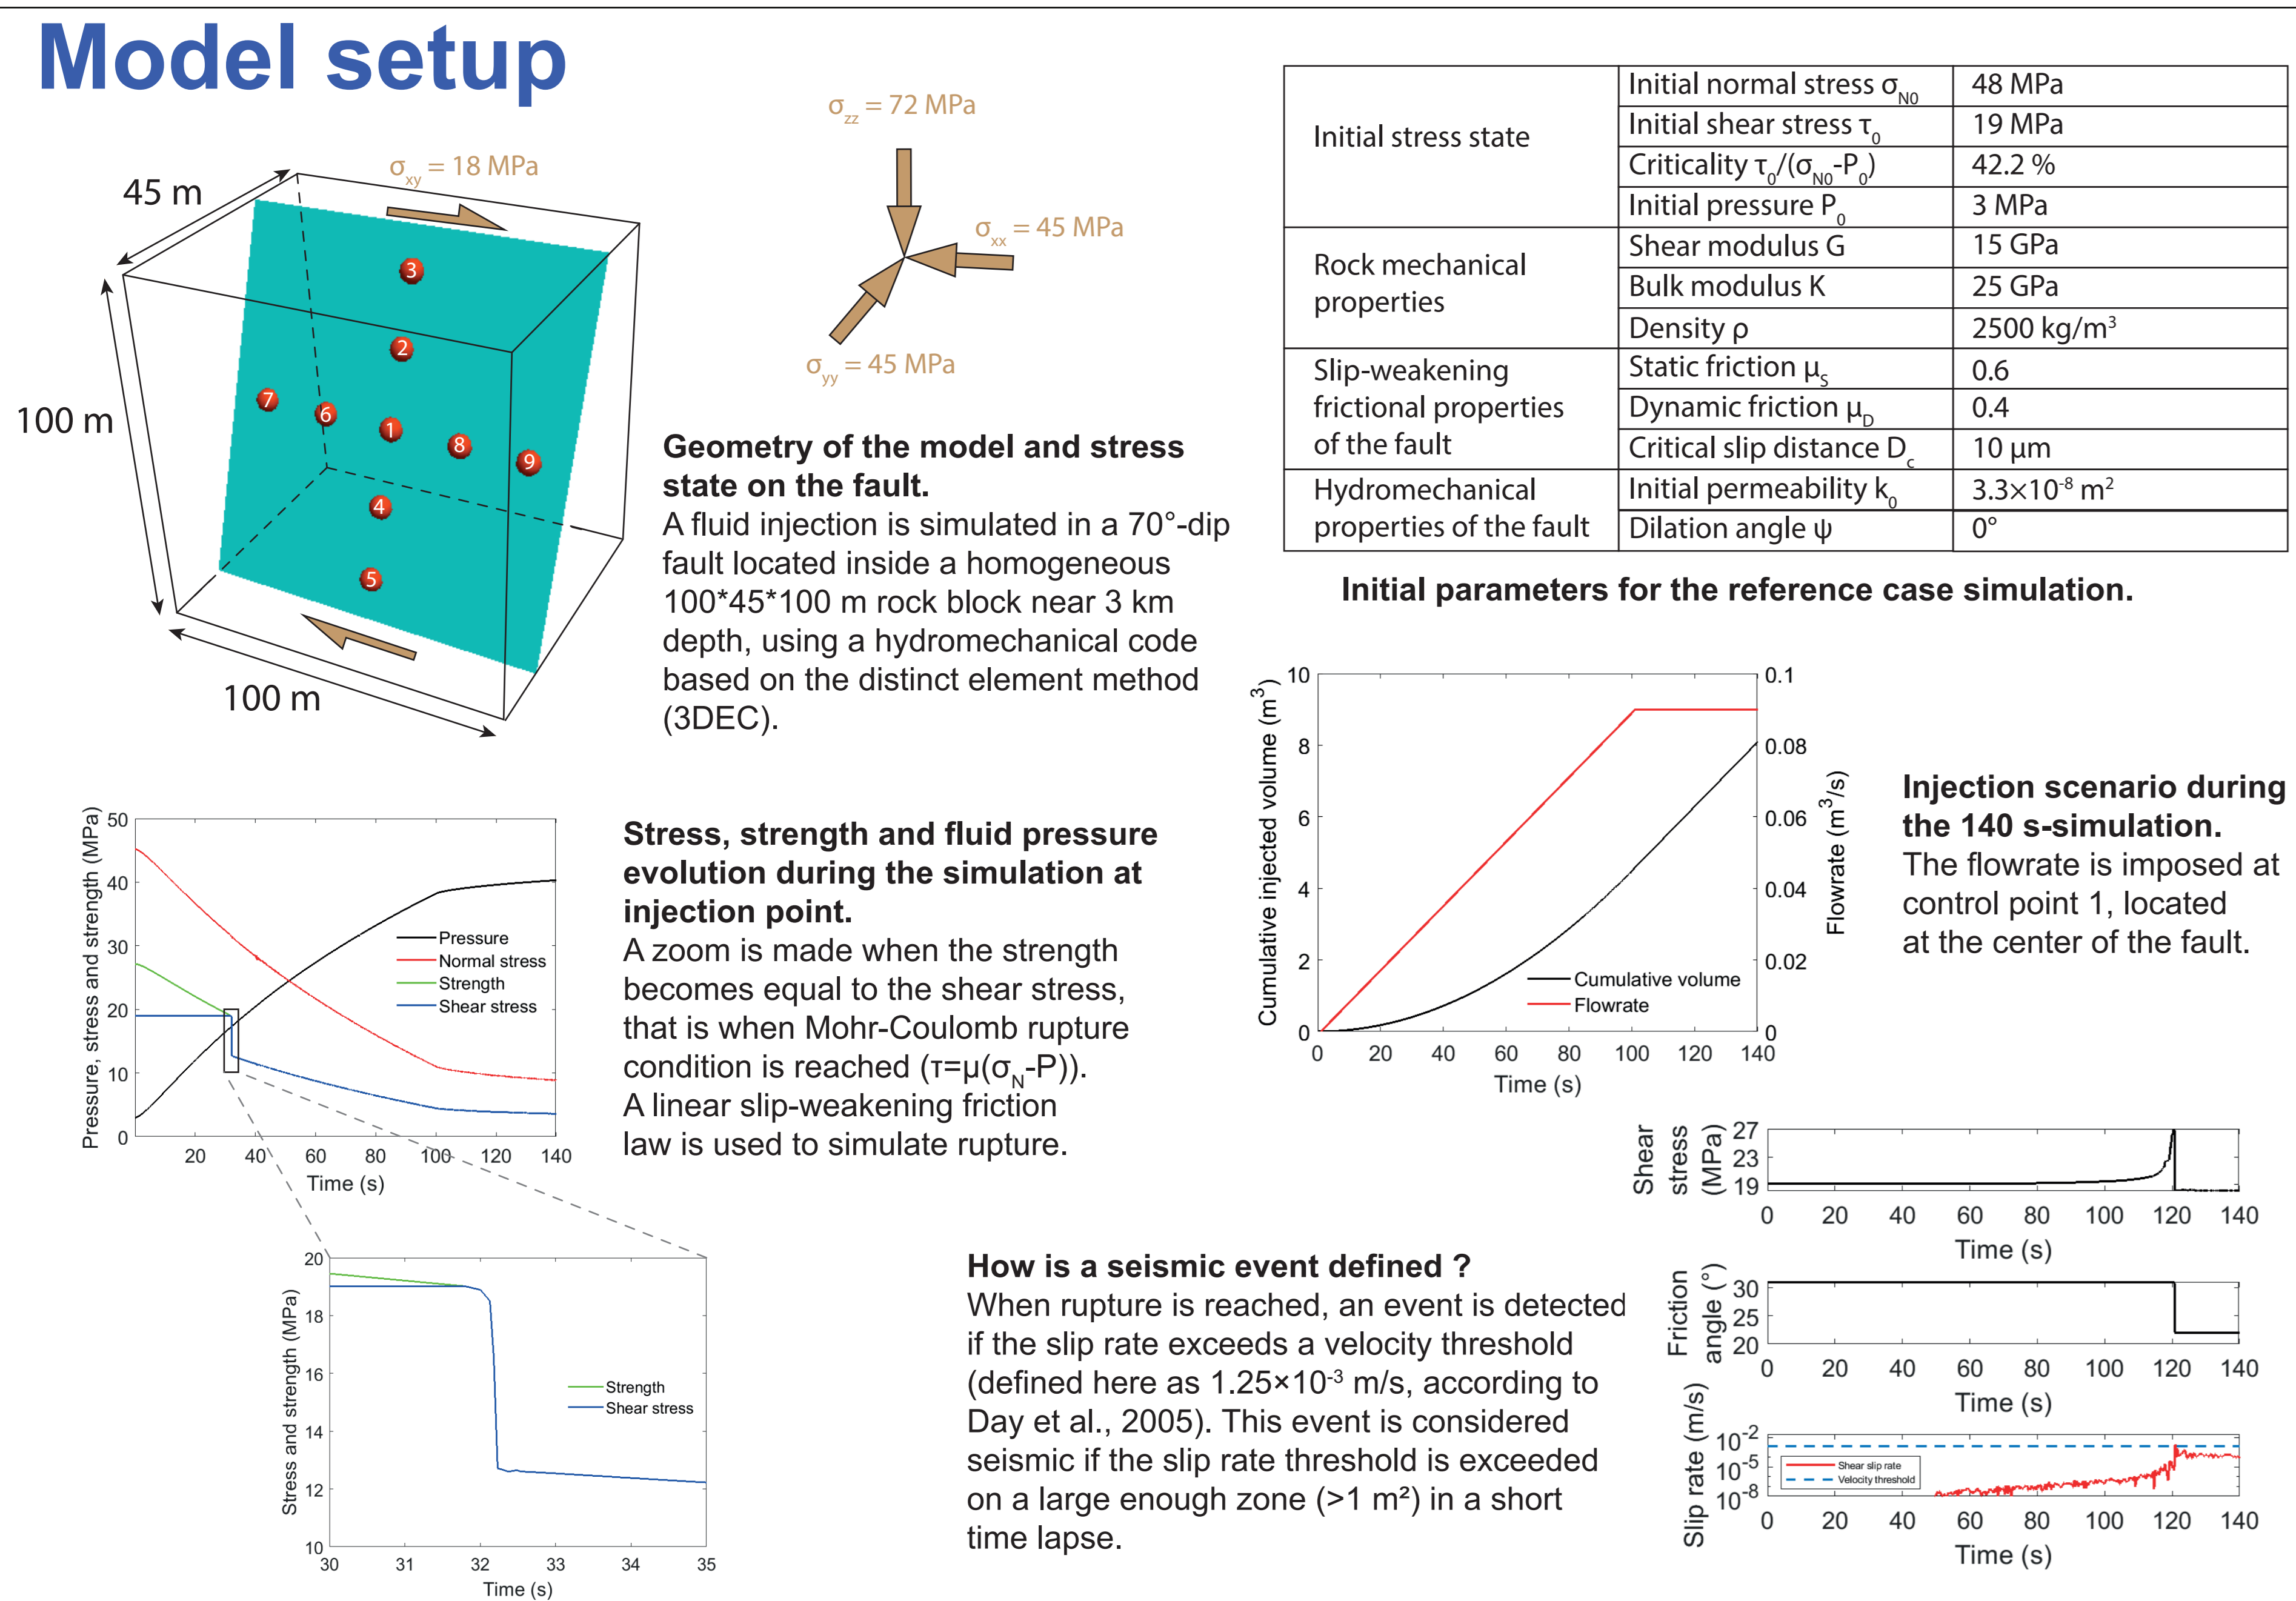 Model setup
45 m
σxy = 18 MPa
σzz = 72 MPa
σxx = 45 MPa
σyy = 45 MPa
100 m
100 m
3
2
7
6
1
8
9
4
5
Geometry of the model and stress
state on the fault.
A fluid injection is simulated in a 70°-dip
fault located inside a homogeneous
100*45*100 m rock block near 3 km
depth, using a hydromechanical code
based on the distinct element method
(3DEC).
Initial stress state
Initial normal stress σN0 48 MPa
Initial shear stress τ0 19 MPa
Criticality τ0/(σN0-P0) 42.2 %
Initial pressure P0 3 MPa
Rock mechanical
properties
Shear modulus G 15 GPa
Bulk modulus K 25 GPa
Density ρ 2500 kg/m³
Slip-weakening
frictional properties
of the fault
Static friction μS 0.6
Dynamic friction μD 0.4
Critical slip distance Dc 10 μm
Hydromechanical
properties of the fault
Initial permeability k0 3.3×10⁻⁸ m²
Dilation angle ψ 0°
Initial parameters for the reference case simulation.
Cumulative injected volume (m³)
10
8
6
4
2
0
0.1
0.08
0.06
0.04
0.02
0
Flowrate (m³/s)
Cumulative volume
Flowrate
0 20 40 60 80 100 120 140
Time (s)
Injection scenario during
the 140 s-simulation.
The flowrate is imposed at
control point 1, located
at the center of the fault.
Pressure, stress and strength (MPa)
50
40
30
20
10
0
Pressure
Normal stress
Strength
Shear stress
20 40 60 80 100 120 140
Time (s)
Stress, strength and fluid pressure
evolution during the simulation at
injection point.
A zoom is made when the strength
becomes equal to the shear stress,
that is when Mohr-Coulomb rupture
condition is reached (τ=μ(σN-P)).
A linear slip-weakening friction
law is used to simulate rupture.
Stress and strength (MPa)
20
18
16
14
12
10
Strength
Shear stress
30 31 32 33 34 35
Time (s)
How is a seismic event defined ?
When rupture is reached, an event is detected
if the slip rate exceeds a velocity threshold
(defined here as 1.25×10⁻³ m/s, according to
Day et al., 2005). This event is considered
seismic if the slip rate threshold is exceeded
on a large enough zone (>1 m²) in a short
time lapse.
Shear
stress
(MPa)
27
23
19
0 20 40 60 80 100 120 140
Time (s)
Friction
angle (°)
30
25
20
0 20 40 60 80 100 120 140
Time (s)
Slip rate (m/s)
10⁻²
10⁻⁵
10⁻⁸
Shear slip rate
Velocity threshold
0 20 40 60 80 100 120 140
Time (s)